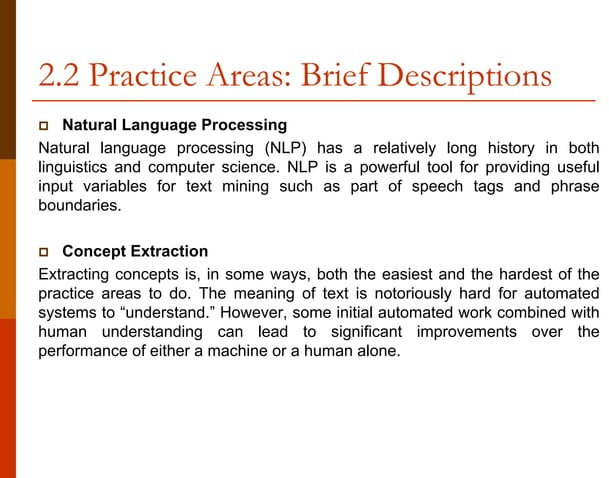 2.2 Practice Areas: Brief Descriptions
Natural Language Processing
Natural language processing (NLP) has a relatively long history in both
linguistics and computer science. NLP is a powerful tool for providing useful
input variables for text mining such as part of speech tags and phrase
boundaries.
Concept Extraction
Extracting concepts is, in some ways, both the easiest and the hardest of the
practice areas to do. The meaning of text is notoriously hard for automated
systems to “understand.” However, some initial automated work combined with
human understanding can lead to significant improvements over the
performance of either a machine or a human alone.